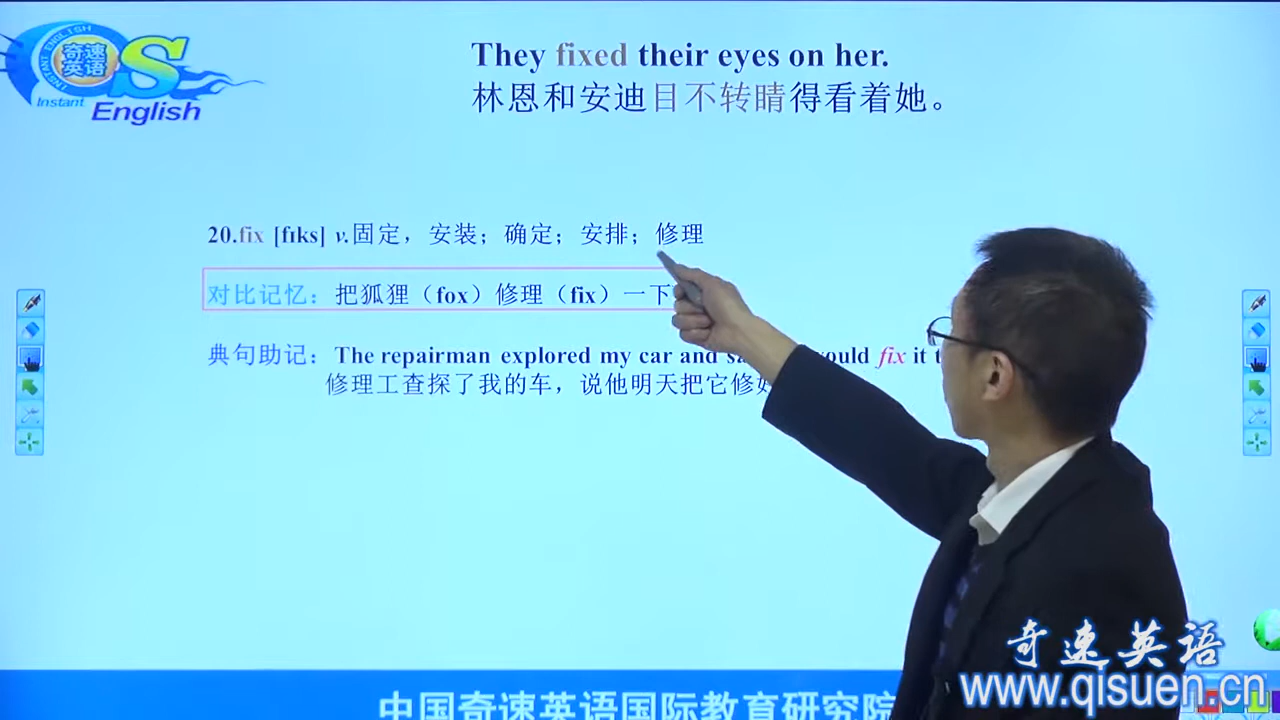 They fixed their eyes on her.
林恩和安迪目不转睛得看着她。
INSTANT ENGLISH
奇速
英语
S
Instant
English
20.fix [fɪks] v.固定，安装；确定；安排；修理
对比记忆：把狐狸（fox）修理（fix）一下
典句助记：The repairman explored my car and would fix it
修理工查探了我的车，说他明天把它修好
奇速英语
www.qisuen.cn
中国奇速英语国际教育研究院